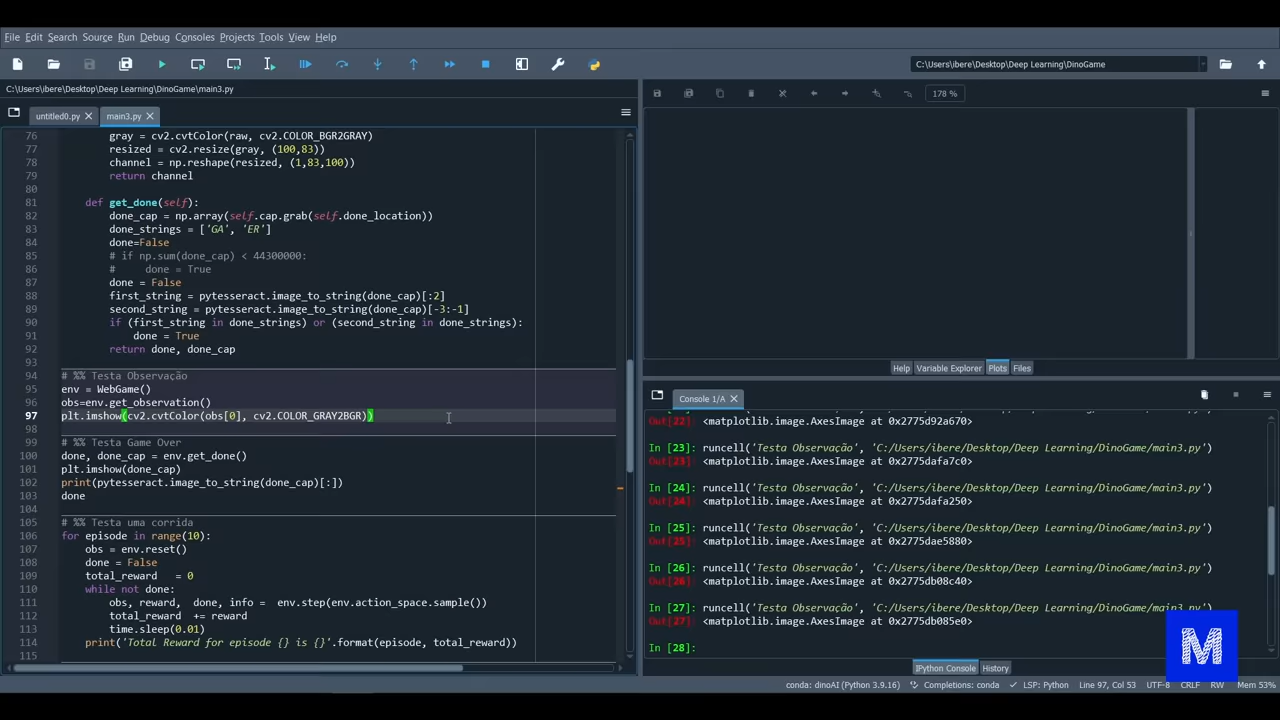 File Edit Search Source Run Debug Consoles Projects Tools View Help
C:\Users\ibere\Desktop\Deep Learning\DinoGame
C:\Users\ibere\Desktop\Deep Learning\DinoGame\main3.py
178 %
untitled0.py main3.py
76 gray = cv2.cvtColor(raw, cv2.COLOR_BGR2GRAY)
77 resized = cv2.resize(gray, (100,83))
78 channel = np.reshape(resized, (1,83,100))
79 return channel
80
81 def get_done(self):
82 done_cap = np.array(self.cap.grab(self.done_location))
83 done_strings = ['GA', 'ER']
84 done=False
85 # if np.sum(done_cap) < 44300000:
86 # done = True
87 done = False
88 first_string = pytesseract.image_to_string(done_cap)[:2]
89 second_string = pytesseract.image_to_string(done_cap)[-3:-1]
90 if (first_string in done_strings) or (second_string in done_strings):
91 done = True
92 return done, done_cap
93
94 # %% Testa Observação
95 env = WebGame()
96 obs=env.get_observation()
97 plt.imshow(cv2.cvtColor(obs[0], cv2.COLOR_GRAY2BGR))
98
99 # %% Testa Game Over
100 done, done_cap = env.get_done()
101 plt.imshow(done_cap)
102 print(pytesseract.image_to_string(done_cap)[:])
103 done
104
105 # %% Testa uma corrida
106 for episode in range(10):
107 obs = env.reset()
108 done = False
109 total_reward = 0
110 while not done:
111 obs, reward, done, info = env.step(env.action_space.sample())
112 total_reward += reward
113 time.sleep(0.01)
114 print('Total Reward for episode {} is {}'.format(episode, total_reward))
115
Help Variable Explorer Plots Files
Console 1/A
Out[22]: <matplotlib.image.AxesImage at 0x2775d92a670>
In [23]: runcell('Testa Observação', 'C:/Users/ibere/Desktop/Deep Learning/DinoGame/main3.py')
Out[23]: <matplotlib.image.AxesImage at 0x2775dafa7c0>
In [24]: runcell('Testa Observação', 'C:/Users/ibere/Desktop/Deep Learning/DinoGame/main3.py')
Out[24]: <matplotlib.image.AxesImage at 0x2775dafa250>
In [25]: runcell('Testa Observação', 'C:/Users/ibere/Desktop/Deep Learning/DinoGame/main3.py')
Out[25]: <matplotlib.image.AxesImage at 0x2775dae5880>
In [26]: runcell('Testa Observação', 'C:/Users/ibere/Desktop/Deep Learning/DinoGame/main3.py')
Out[26]: <matplotlib.image.AxesImage at 0x2775db08c40>
In [27]: runcell('Testa Observação', 'C:/Users/ibere/Desktop/Deep Learning/DinoGame/main3.py')
Out[27]: <matplotlib.image.AxesImage at 0x2775db085e0>
In [28]:
M
IPython Console History
conda: dinoAI (Python 3.9.16) Completions: conda LSP: Python Line 97, Col 53 UTF-8 CRLF RW Mem 53%